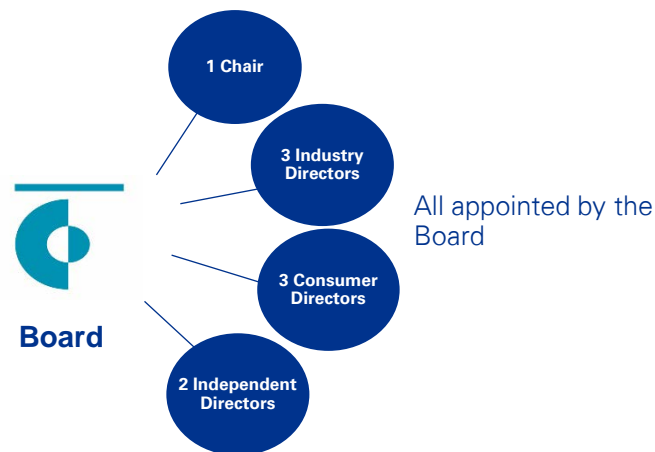 1 Chair
3 Industry
Directors
All appointed by the
Board
3 Consumer
Directors
Board
2 Independent
Directors